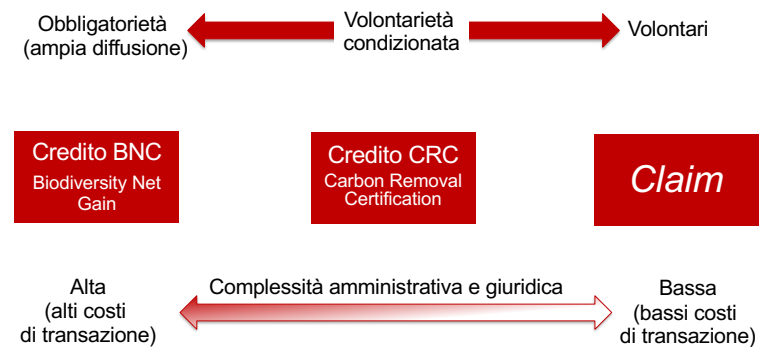 Obbligatorietà
(ampia diffusione)
Volontarietà
condizionata
Volontari
Credito BNC
Biodiversity Net
Gain
Credito CRC
Carbon Removal
Certification
Claim
Alta
(alti costi
di transazione)
Complessità amministrativa e giuridica
Bassa
(bassi costi
di transazione)